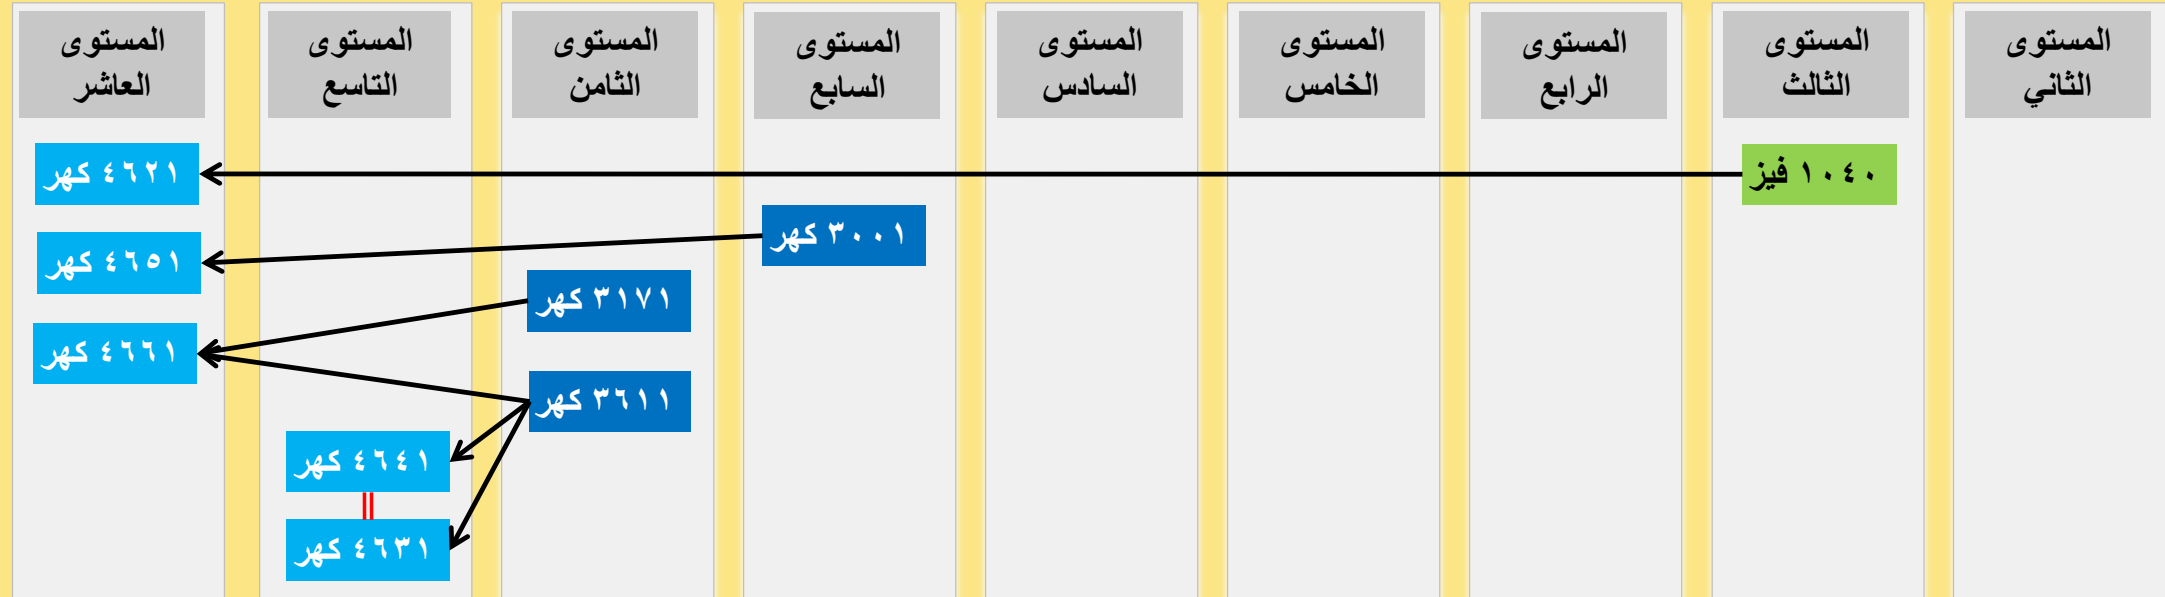 المستوى
الثاني
المستوى
الثالث
المستوى
الرابع
المستوى
الخامس
المستوى
السادس
المستوى
السابع
المستوى
الثامن
المستوى
التاسع
المستوى
العاشر
١٠٤٠ فيز
٤٦٢١ كهر
٣٠٠١ كهر
٤٦٥١ كهر
٣١٧١ كهر
٤٦٦١ كهر
٣٦١١ كهر
٤٦٤١ كهر
٤٦٣١ كهر